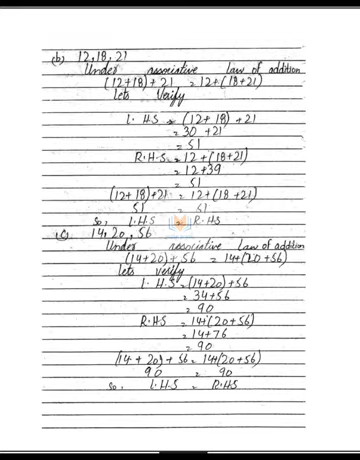 (b) 12, 18, 21
Under associative law of addition
(12+18)+21 = 12+(18+21)
Lets Verify
L.H.S = (12+18)+21
= 30+21
= 51
R.H.S = 12+(18+21)
= 12+39
= 51
(12+18)+21 = 12+(18+21)
51 = 51
So, L.H.S = R.H.S
(c) 14, 20, 56
Under associative Law of addition
(14+20)+56 = 14+(20+56)
lets verify
L.H.S = (14+20)+56
= 34+56
= 90
R.H.S = 14+(20+56)
= 14+76
= 90
(14+20)+56 = 14+(20+56)
90 = 90
So, L.H.S = R.H.S